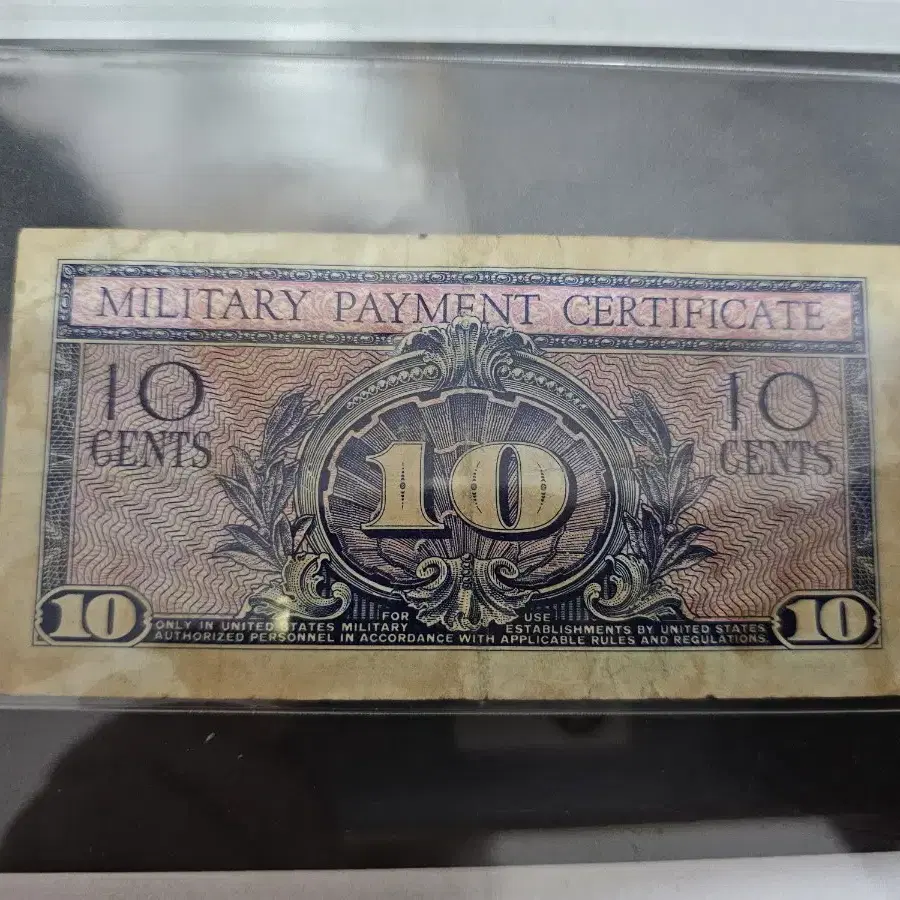 MILITARY PAYMENT CERTIFICATE
10 10
CENTS CENTS
10
10 FOR USE 10
ONLY IN UNITED STATES MILITARY ESTABLISHMENTS BY UNITED STATES
AUTHORIZED PERSONNEL IN ACCORDANCE WITH APPLICABLE RULES AND REGULATIONS.